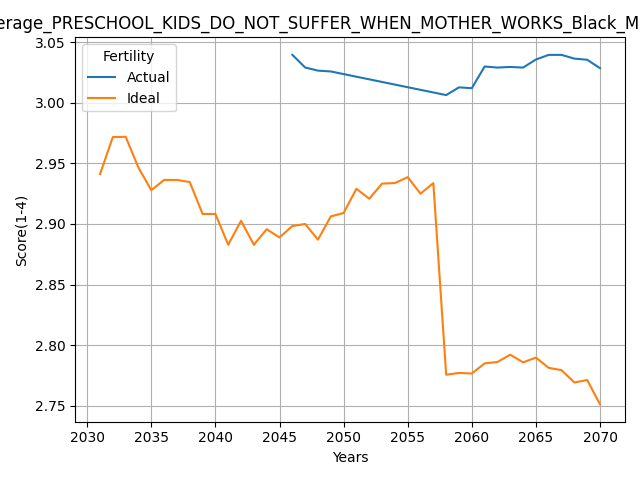 erage_PRESCHOOL_KIDS_DO_NOT_SUFFER_WHEN_MOTHER_WORKS_Black_M
Fertility
Actual
Ideal
Score(1-4)
3.05
3.00
2.95
2.90
2.85
2.80
2.75
2030 2035 2040 2045 2050 2055 2060 2065 2070
Years